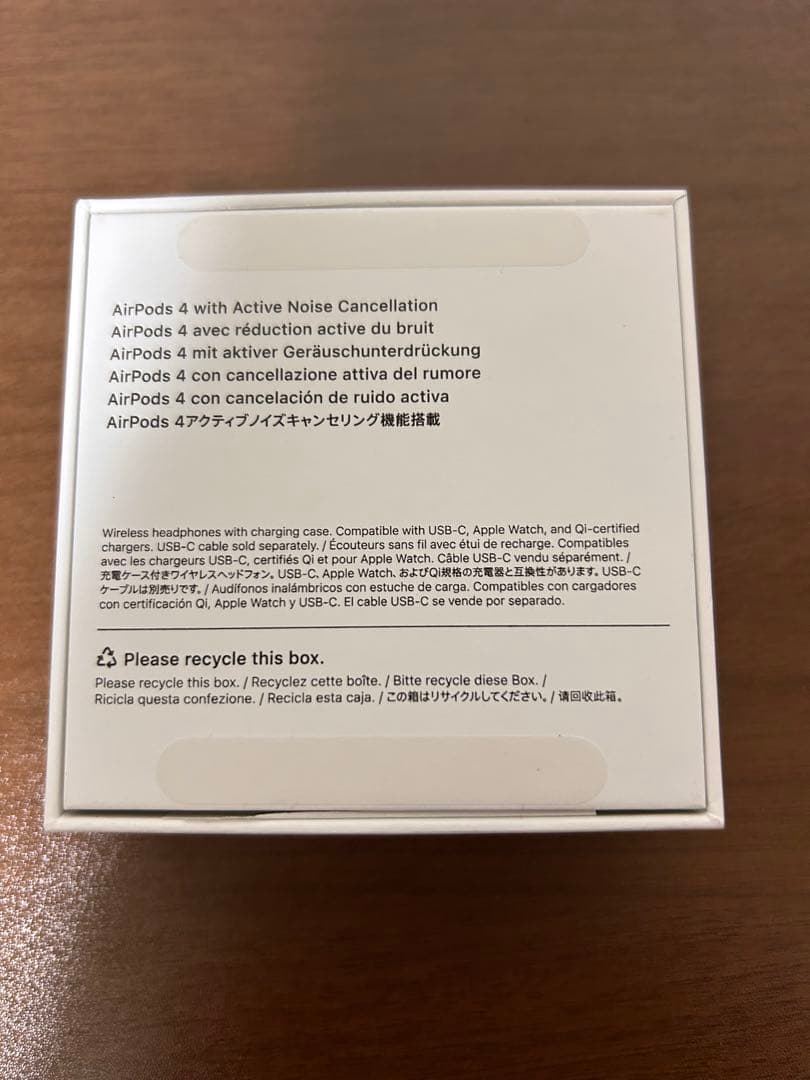 AirPods 4 with Active Noise Cancellation
AirPods 4 avec réduction active du bruit
AirPods 4 mit aktiver Geräuschunterdrückung
AirPods 4 con cancellazione attiva del rumore
AirPods 4 con cancelación de ruido activa
AirPods 4アクティブノイズキャンセリング機能搭載
Wireless headphones with charging case. Compatible with USB-C, Apple Watch, and Qi-certified
chargers. USB-C cable sold separately. / Écouteurs sans fil avec étui de recharge. Compatibles
avec les chargeurs USB-C, certifiés Qi et pour Apple Watch. Câble USB-C vendu séparément. /
充電ケース付きワイヤレスヘッドフォン。USB-C、Apple Watch、およびQi規格の充電器と互換性があります。USB-C
ケーブルは別売りです。/ Audífonos inalámbricos con estuche de carga. Compatibles con cargadores
con certificación Qi, Apple Watch y USB-C. El cable USB-C se vende por separado.
Please recycle this box.
Please recycle this box. / Recyclez cette boîte. / Bitte recycle diese Box. /
Ricicla questa confezione. / Recicla esta caja. / この箱はリサイクルしてください。/ 请回收此箱。